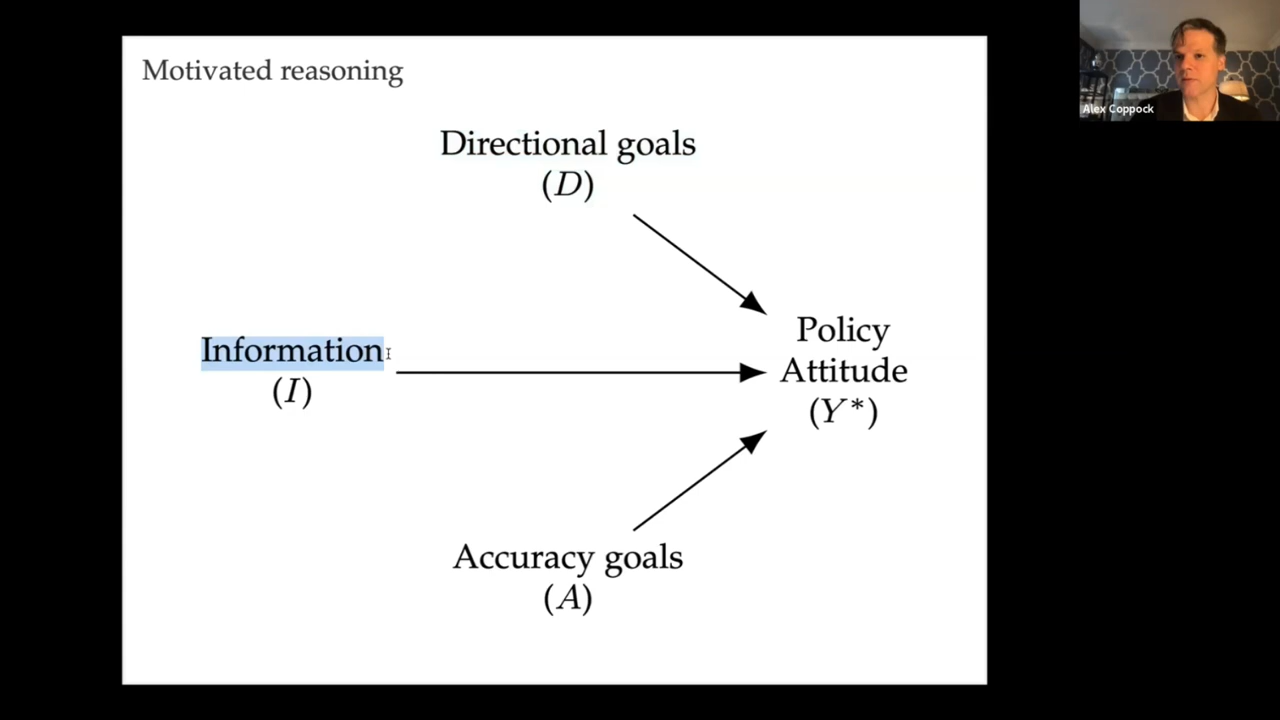 Motivated reasoning
Directional goals
(D)
Information
(I)
Policy
Attitude
(Y*)
Accuracy goals
(A)
Alex Coppock